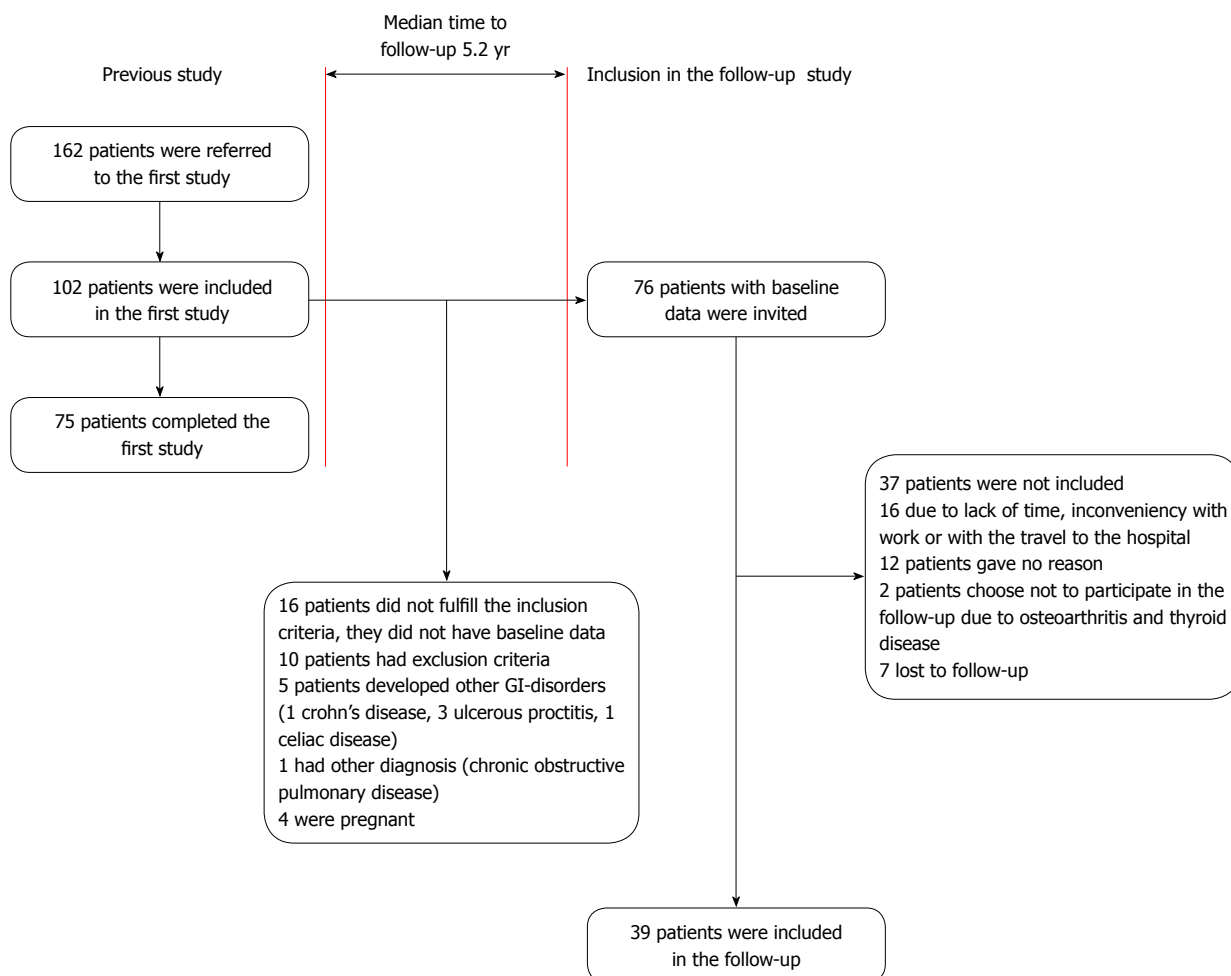 Median time to
follow-up 5.2 yr
Previous study
Inclusion in the follow-up study
162 patients were referred
to the first study
102 patients were included
in the first study
75 patients completed the
first study
76 patients with baseline
data were invited
16 patients did not fulfill the inclusion
criteria, they did not have baseline data
10 patients had exclusion criteria
5 patients developed other GI-disorders
(1 crohn's disease, 3 ulcerous proctitis, 1
celiac disease)
1 had other diagnosis (chronic obstructive
pulmonary disease)
4 were pregnant
37 patients were not included
16 due to lack of time, inconveniency with
work or with the travel to the hospital
12 patients gave no reason
2 patients choose not to participate in the
follow-up due to osteoarthritis and thyroid
disease
7 lost to follow-up
39 patients were included
in the follow-up